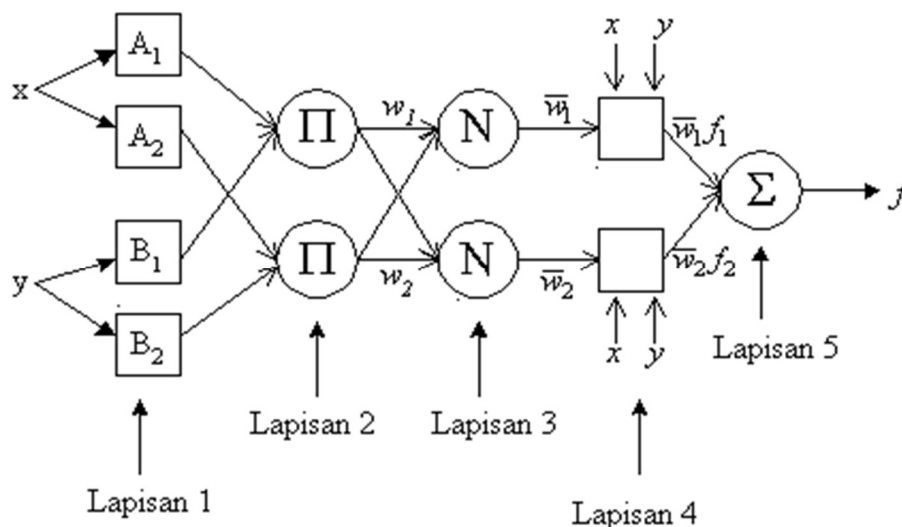 x
A₁
A₂
y
B₁
B₂
Π
Π
w₁
w₂
N
N
w̅₁
w̅₂
x y
x y
w̅₁f₁
w̅₂f₂
Σ
Lapisan 1
Lapisan 2
Lapisan 3
Lapisan 4
Lapisan 5